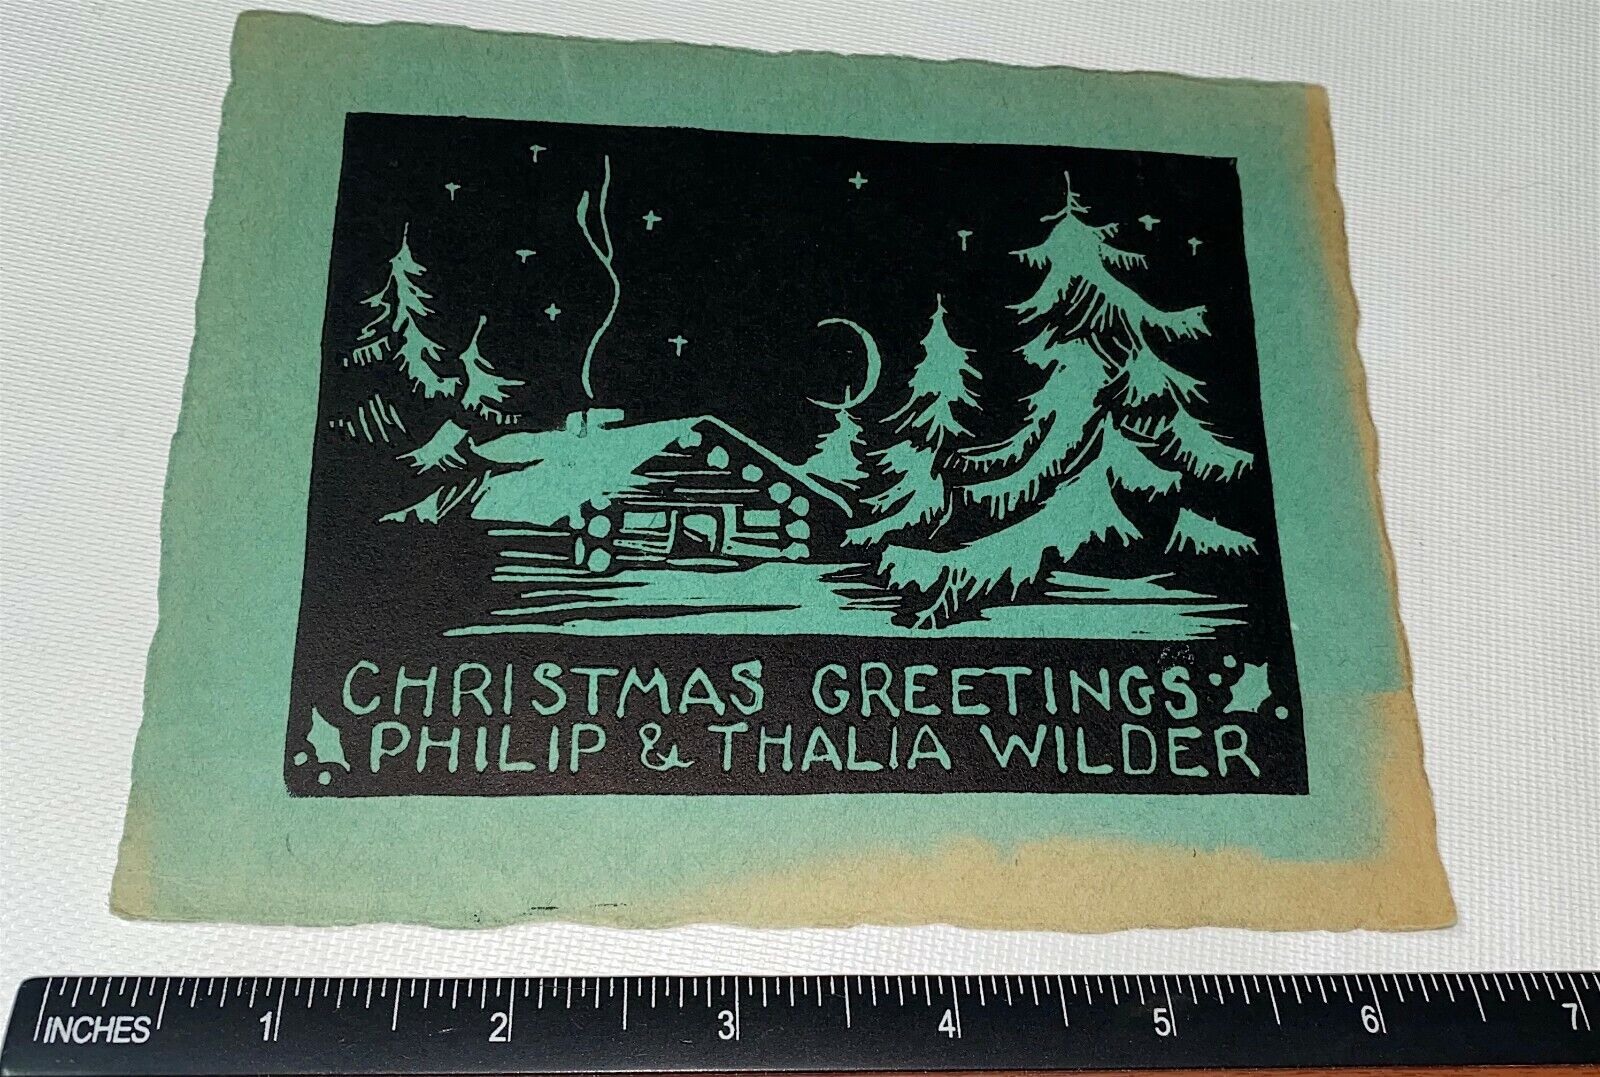 CHRISTMAS GREETINGS
PHILIP & THALIA WILDER
INCHES 1 2 3 4 5 6 7